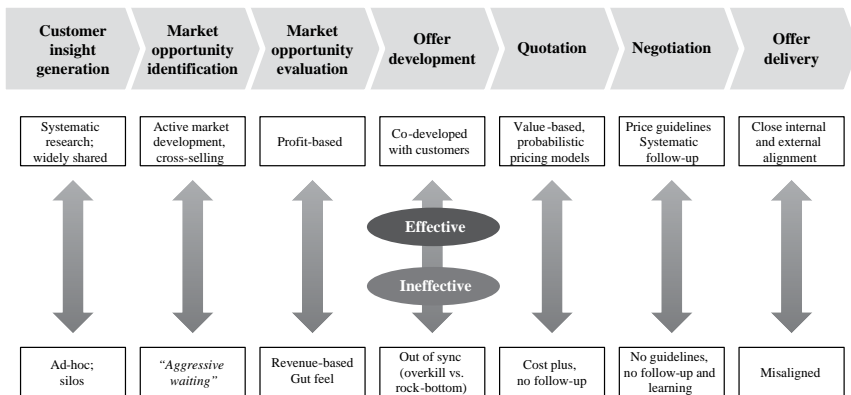 Customer
insight
generation
Market
opportunity
identification
Market
opportunity
evaluation
Offer
development
Quotation
Negotiation
Offer
delivery
Systematic
research;
widely shared
Active market
development,
cross-selling
Profit-based
Co-developed
with customers
Value-based,
probabilistic
pricing models
Price guidelines
Systematic
follow-up
Close internal
and external
alignment
Effective
Ineffective
Ad-hoc;
silos
“Aggressive
waiting”
Revenue-based
Gut feel
Out of sync
(overkill vs.
rock-bottom)
Cost plus,
no follow-up
No guidelines,
no follow-up and
learning
Misaligned